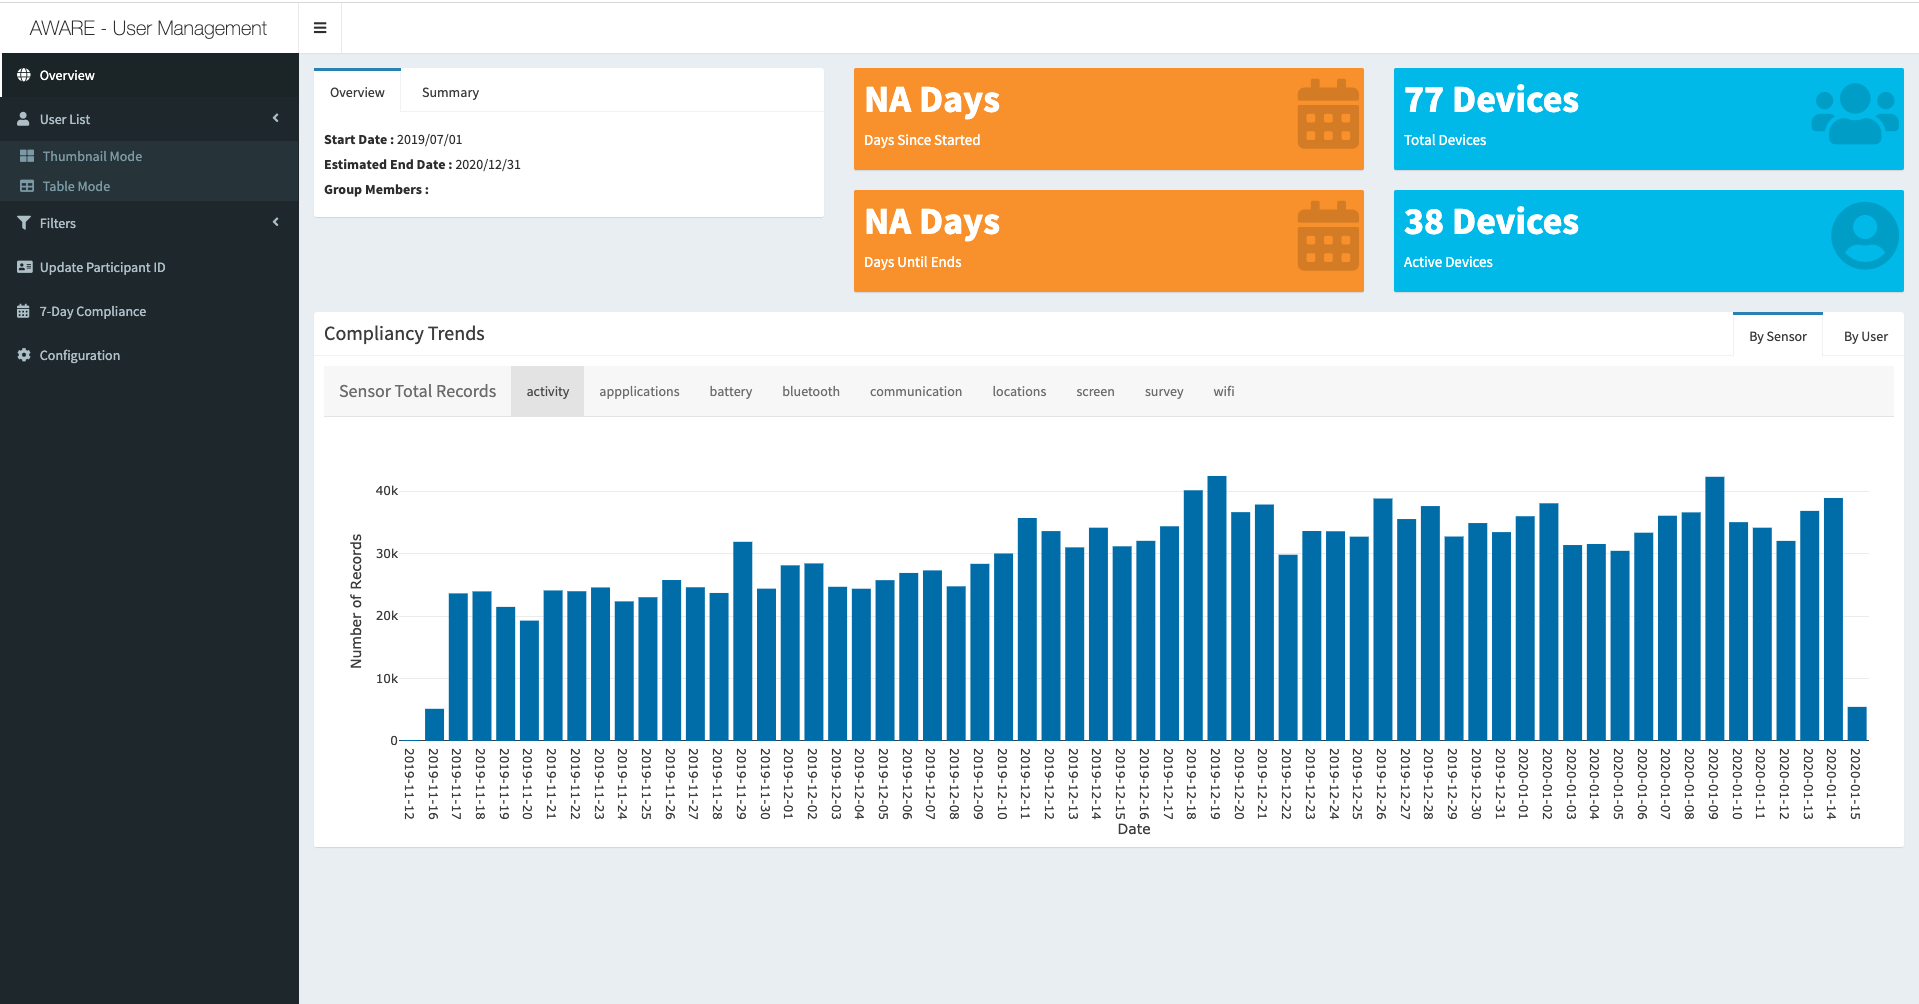 AWARE - User Management
Overview
User List
Thumbnail Mode
Table Mode
Filters
Update Participant ID
7-Day Compliance
Configuration
Overview
Summary
Start Date : 2019/07/01
Estimated End Date : 2020/12/31
Group Members :
NA Days
Days Since Started
77 Devices
Total Devices
NA Days
Days Until Ends
38 Devices
Active Devices
Compliancy Trends
By Sensor
By User
Sensor Total Records
activity
appplications
battery
bluetooth
communication
locations
screen
survey
wifi
40k
30k
20k
10k
0
Number of Records
2019-11-12
2019-11-16
2019-11-17
2019-11-18
2019-11-19
2019-11-20
2019-11-21
2019-11-22
2019-11-23
2019-11-24
2019-11-25
2019-11-26
2019-11-27
2019-11-28
2019-11-29
2019-11-30
2019-12-01
2019-12-02
2019-12-03
2019-12-04
2019-12-05
2019-12-06
2019-12-07
2019-12-08
2019-12-09
2019-12-10
2019-12-11
2019-12-12
2019-12-13
2019-12-14
2019-12-15
2019-12-16
2019-12-17
2019-12-18
2019-12-19
2019-12-20
2019-12-21
2019-12-22
2019-12-23
2019-12-24
2019-12-25
2019-12-26
2019-12-27
2019-12-28
2019-12-29
2019-12-30
2019-12-31
2020-01-01
2020-01-02
2020-01-03
2020-01-04
2020-01-05
2020-01-06
2020-01-07
2020-01-08
2020-01-09
2020-01-10
2020-01-11
2020-01-12
2020-01-13
2020-01-14
2020-01-15
Date